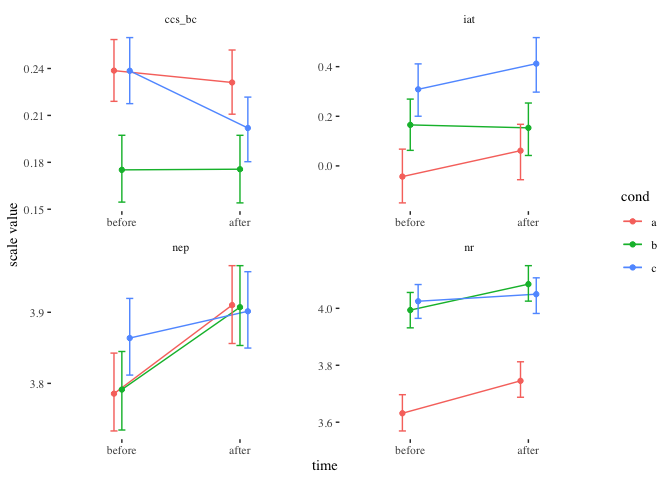 ccs_bc
iat
0.24
0.21
0.18
0.15
0.4
0.2
0.0
before
after
before
after
scale value
cond
a
b
c
nep
nr
3.9
3.8
4.0
3.8
3.6
before
after
before
after
time